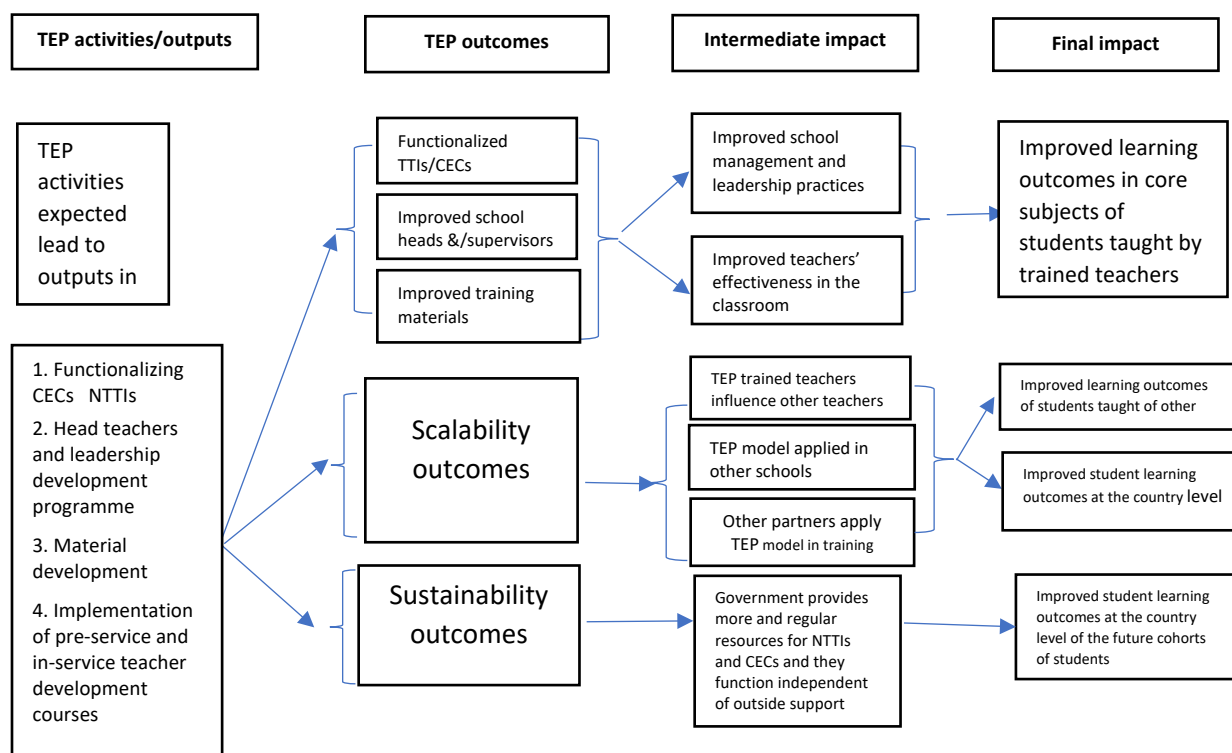 TEP activities/outputs
TEP outcomes
Intermediate impact
Final impact
TEP
activities
expected
lead to
outputs in
1. Functionalizing
CECs NTTIs
2. Head teachers
and leadership
development
programme
3. Material
development
4. Implementation
of pre-service and
in-service teacher
development
courses
Functionalized
TTIs/CECs
Improved school
heads &/supervisors
Improved training
materials
Scalability
outcomes
Sustainability
outcomes
Improved school
management and
leadership practices
Improved teachers’
effectiveness in the
classroom
TEP trained teachers
influence other teachers
TEP model applied in
other schools
Other partners apply
TEP model in training
Government provides
more and regular
resources for NTTIs
and CECs and they
function independent
of outside support
Improved learning
outcomes in core
subjects of
students taught by
trained teachers
Improved learning outcomes
of students taught of other
Improved student learning
outcomes at the country level
Improved student learning
outcomes at the country
level of the future cohorts
of students